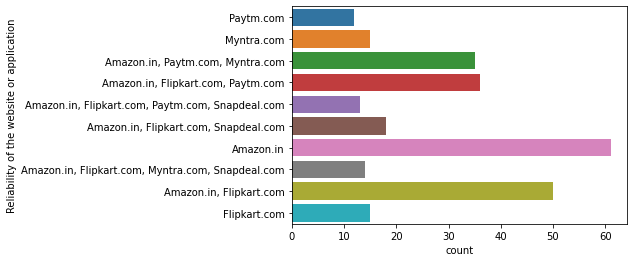 Reliability of the website or application
Paytm.com
Myntra.com
Amazon.in, Paytm.com, Myntra.com
Amazon.in, Flipkart.com, Paytm.com
Amazon.in, Flipkart.com, Paytm.com, Snapdeal.com
Amazon.in, Flipkart.com, Snapdeal.com
Amazon.in
Amazon.in, Flipkart.com, Myntra.com, Snapdeal.com
Amazon.in, Flipkart.com
Flipkart.com
0 10 20 30 40 50 60
count